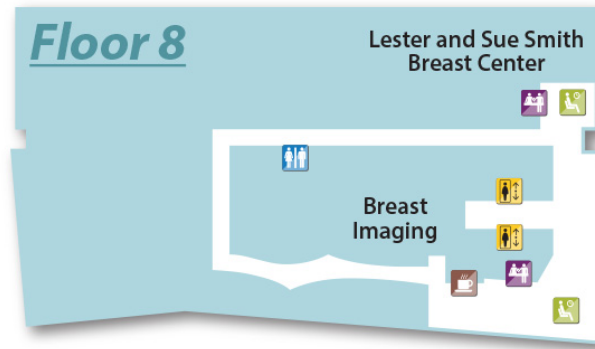 Floor 8
Lester and Sue Smith
Breast Center
Breast
Imaging